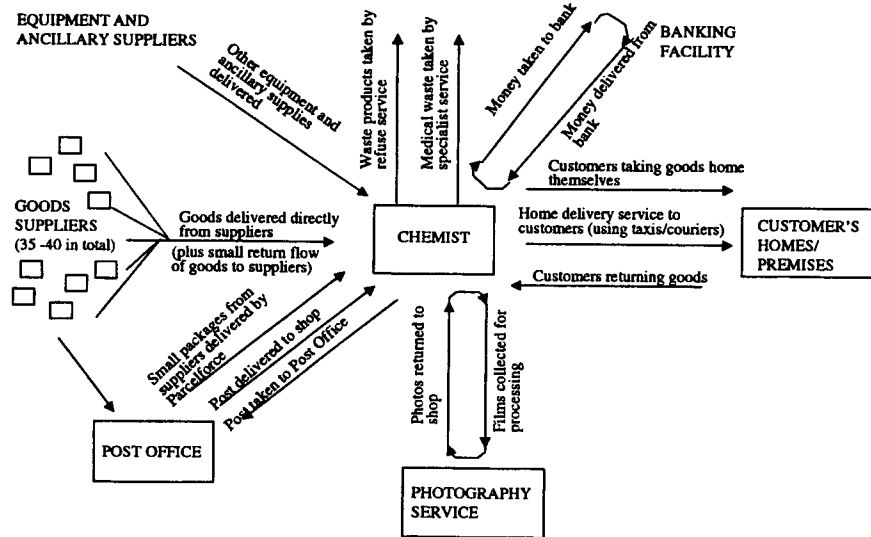 EQUIPMENT AND
ANCILLARY SUPPLIERS
Other equipment and
ancillary supplies
delivered
Waste products taken by
refuse service
Medical waste taken by
specialist service
Money taken to bank
Money delivered from
bank
BANKING
FACILITY
Customers taking goods home
themselves
GOODS
SUPPLIERS
(35 -40 in total)
Goods delivered directly
from suppliers
(plus small return flow
of goods to suppliers)
CHEMIST
Home delivery service to
customers (using taxis/couriers)
CUSTOMER'S
HOMES/
PREMISES
Customers returning goods
Small packages from
suppliers delivered by
Parcelforce
Post delivered to shop
Post taken to Post Office
Photos returned to
shop
Films collected for
processing
POST OFFICE
PHOTOGRAPHY
SERVICE